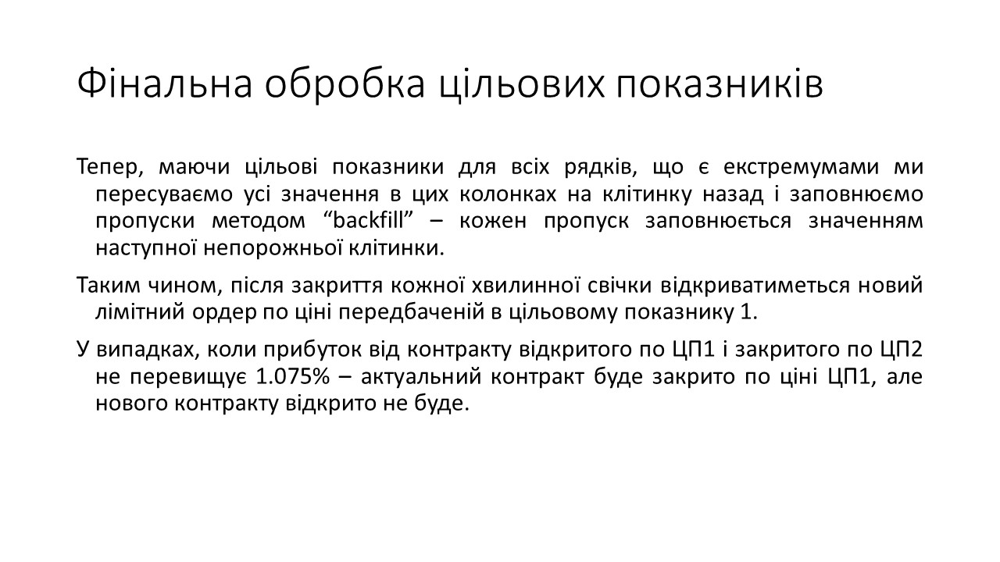 Фінальна обробка цільових показників
Тепер, маючи цільові показники для всіх рядків, що є екстремумами ми
пересуваємо усі значення в цих колонках на клітинку назад і заповнюємо
пропуски методом “backfill” – кожен пропуск заповнюється значенням
наступної непорожньої клітинки.
Таким чином, після закриття кожної хвилинної свічки відкриватиметься новий
лімітний ордер по ціні передбаченій в цільовому показнику 1.
У випадках, коли прибуток від контракту відкритого по ЦП1 і закритого по ЦП2
не перевищує 1.075% – актуальний контракт буде закрито по ціні ЦП1, але
нового контракту відкрито не буде.